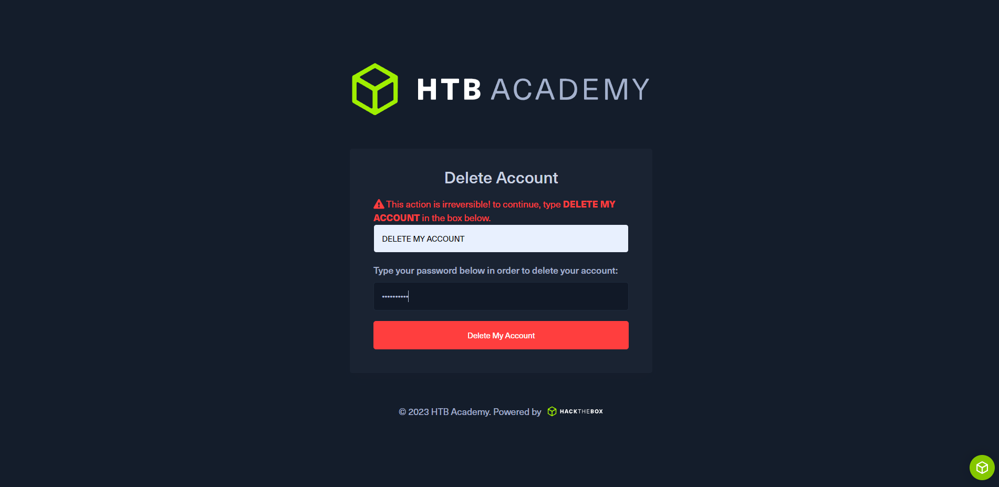 HTB ACADEMY
Delete Account
This action is irreversible! to continue, type DELETE MY
ACCOUNT in the box below.
DELETE MY ACCOUNT
Type your password below in order to delete your account:
••••••••••
Delete My Account
© 2023 HTB Academy. Powered by HACKTHEBOX